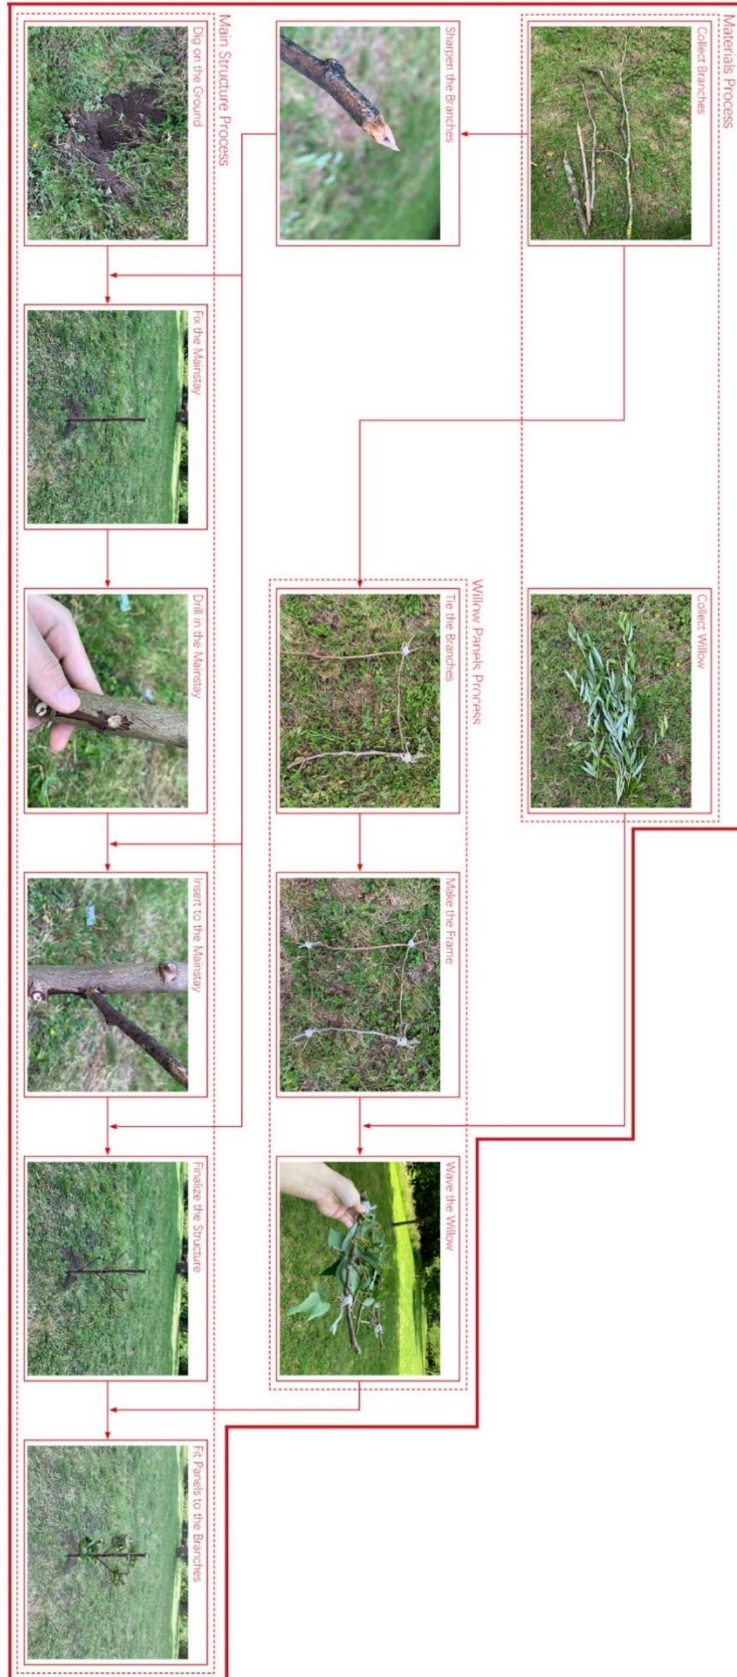 Materials Process
Collect Branches
Collect Willow
Sharpen the Branches
Willow Panels Process
Tie the Branches
Make the Frame
Wave the Willow
Main Structure Process
Dig on the Ground
Fix the Mainstay
Drill in the Mainstay
Insert to the Mainstay
Finalize the Structure
Fit Panels to the Branches